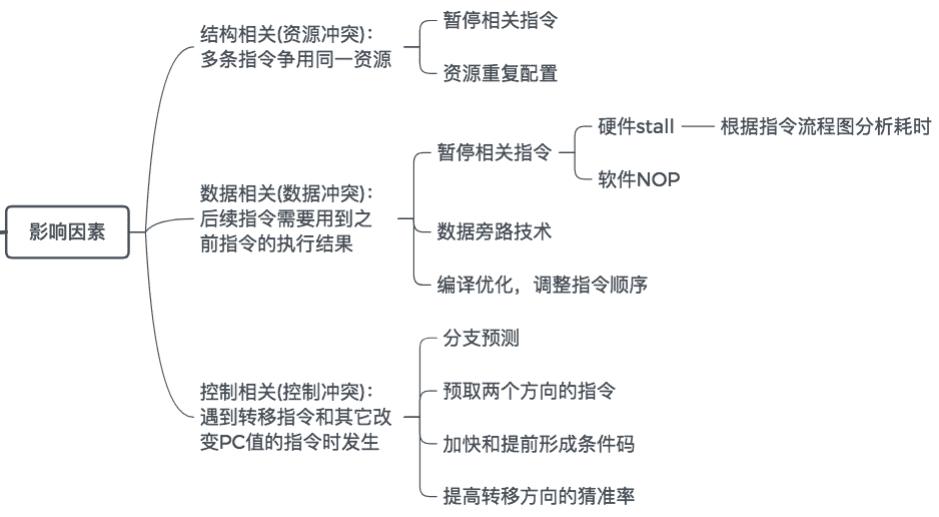 影响因素
结构相关(资源冲突):
多条指令争用同一资源
暂停相关指令
资源重复配置
数据相关(数据冲突):
后续指令需要用到之
前指令的执行结果
暂停相关指令
硬件stall
根据指令流程图分析耗时
软件NOP
数据旁路技术
编译优化，调整指令顺序
控制相关(控制冲突):
遇到转移指令和其它改
变PC值的指令时发生
分支预测
预取两个方向的指令
加快和提前形成条件码
提高转移方向的猜准率